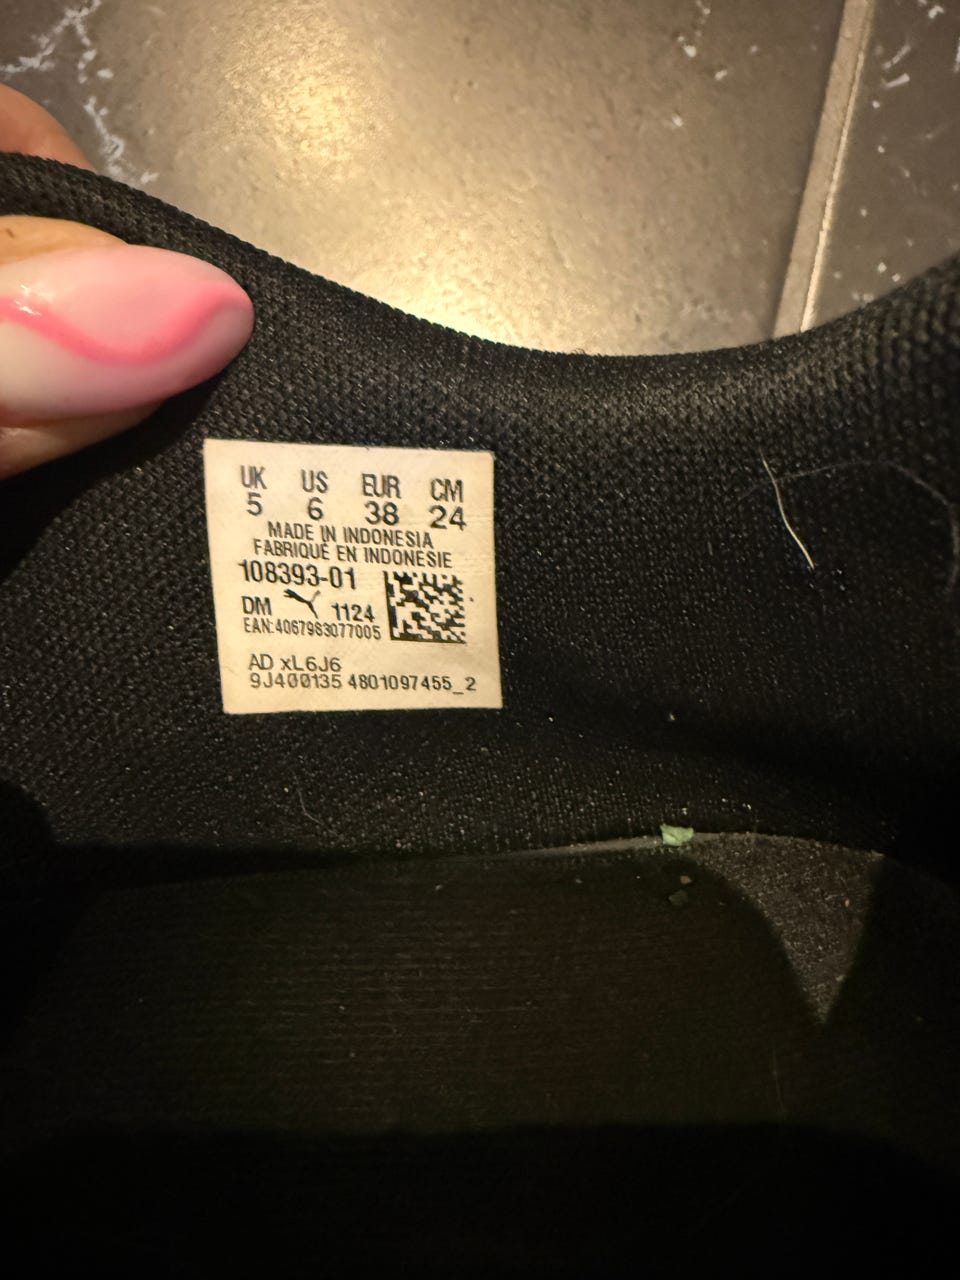 UK US EUR CM
5 6 38 24
MADE IN INDONESIA
FABRIQUÉ EN INDONESIE
108393-01
DM 1124
EAN:4067983077005
AD xL6J6
9J400135 4801097455_2